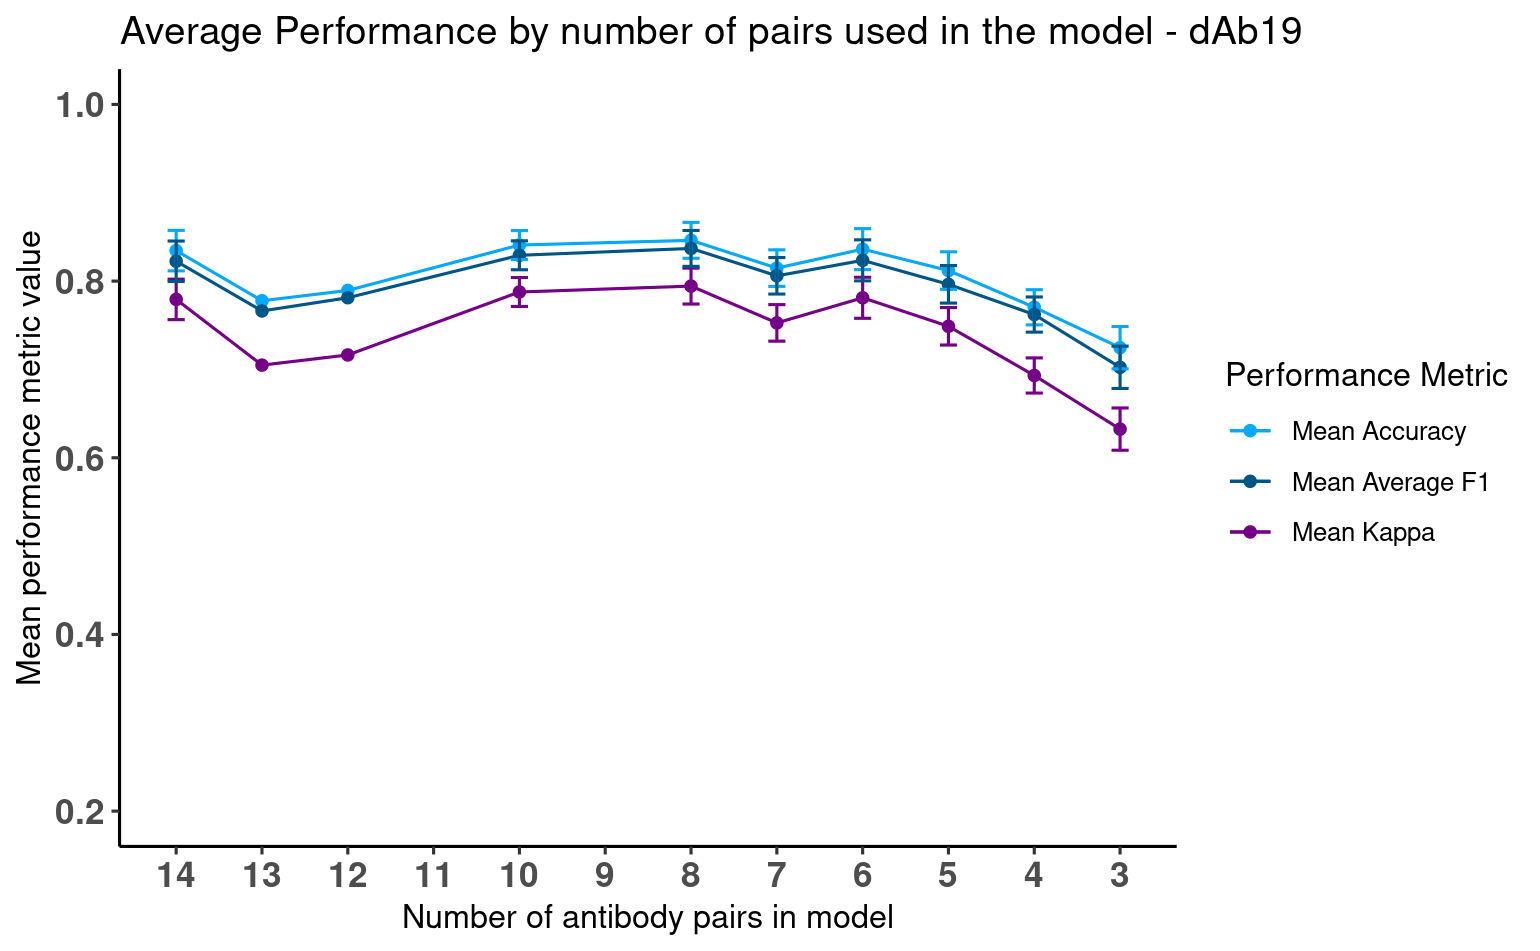 Average Performance by number of pairs used in the model - dAb19
Mean performance metric value
1.0
0.8
0.6
0.4
0.2
14 13 12 11 10 9 8 7 6 5 4 3
Number of antibody pairs in model
Performance Metric
Mean Accuracy
Mean Average F1
Mean Kappa